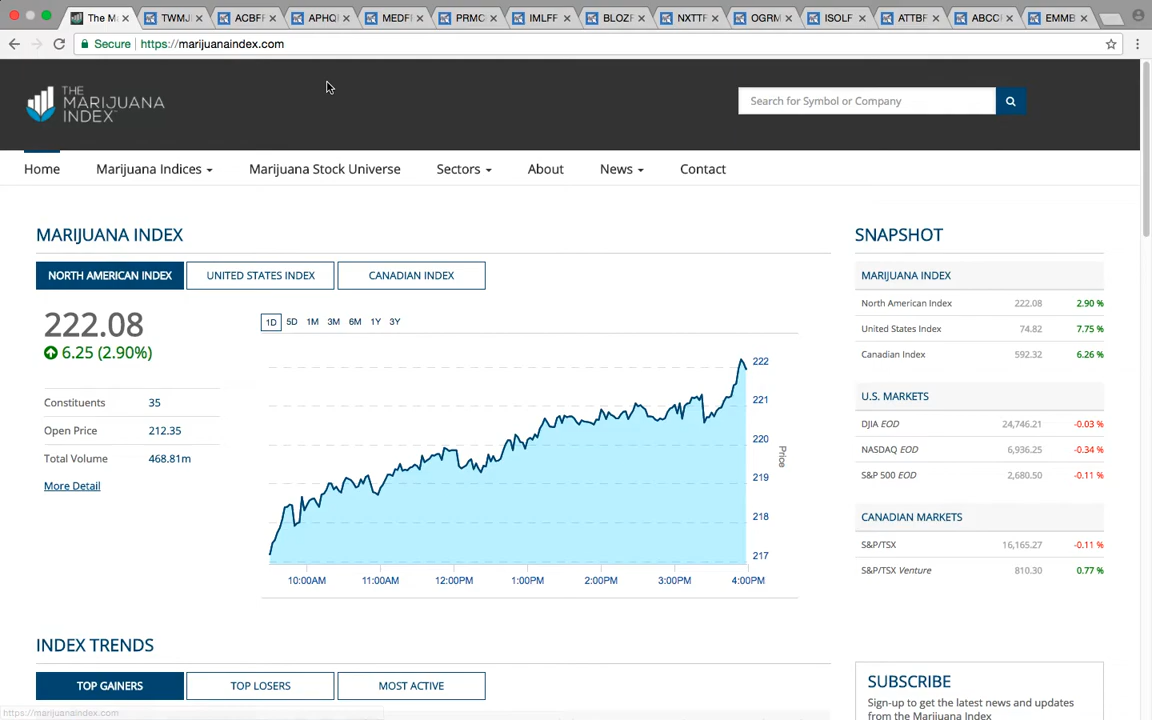 The M
TWMJ
ACBFF
APHQ
MEDF
PRMC
IMLFF
BLOZF
NXTTF
OGRM
ISOLF
ATTBF
ABCC
EMMB
Secure https://marijuanaindex.com
THE MARIJUANA INDEX
Search for Symbol or Company
Home Marijuana Indices Marijuana Stock Universe Sectors About News Contact
MARIJUANA INDEX
NORTH AMERICAN INDEX UNITED STATES INDEX CANADIAN INDEX
222.08
6.25 (2.90%)
Constituents 35
Open Price 212.35
Total Volume 468.81m
More Detail
1D 5D 1M 3M 6M 1Y 3Y
222
221
220
219
218
217
Price
10:00AM 11:00AM 12:00PM 1:00PM 2:00PM 3:00PM 4:00PM
SNAPSHOT
MARIJUANA INDEX
North American Index 222.08 2.90 %
United States Index 74.82 7.75 %
Canadian Index 592.32 6.26 %
U.S. MARKETS
DJIA EOD 24,746.21 -0.03 %
NASDAQ EOD 6,936.25 -0.34 %
S&P 500 EOD 2,680.50 -0.11 %
CANADIAN MARKETS
S&P/TSX 16,165.27 -0.11 %
S&P/TSX Venture 810.30 0.77 %
INDEX TRENDS
TOP GAINERS TOP LOSERS MOST ACTIVE
SUBSCRIBE
Sign-up to get the latest news and updates
from the Marijuana Index
https://marijuanaindex.com